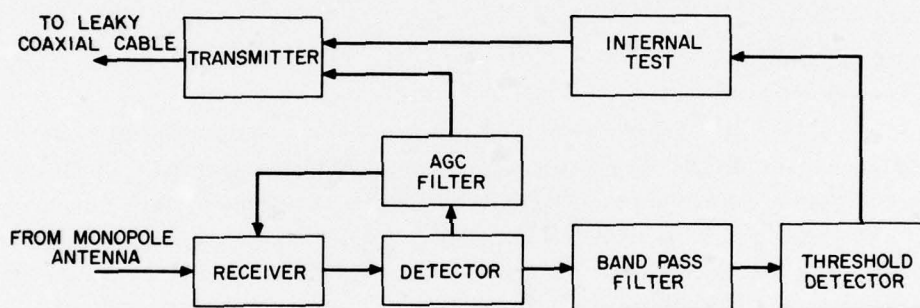 TO LEAKY
COAXIAL CABLE
TRANSMITTER
INTERNAL
TEST
AGC
FILTER
FROM MONOPOLE
ANTENNA
RECEIVER
DETECTOR
BAND PASS
FILTER
THRESHOLD
DETECTOR